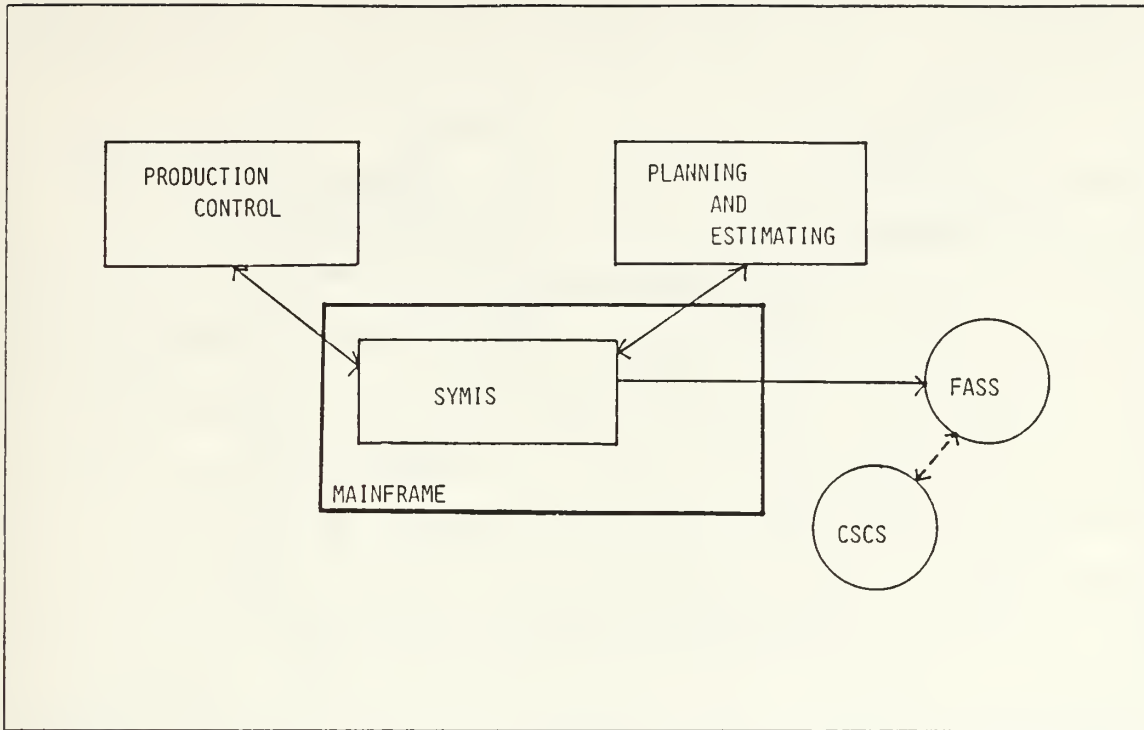 PRODUCTION
CONTROL
PLANNING
AND
ESTIMATING
SYMIS
MAINFRAME
FASS
CSCS